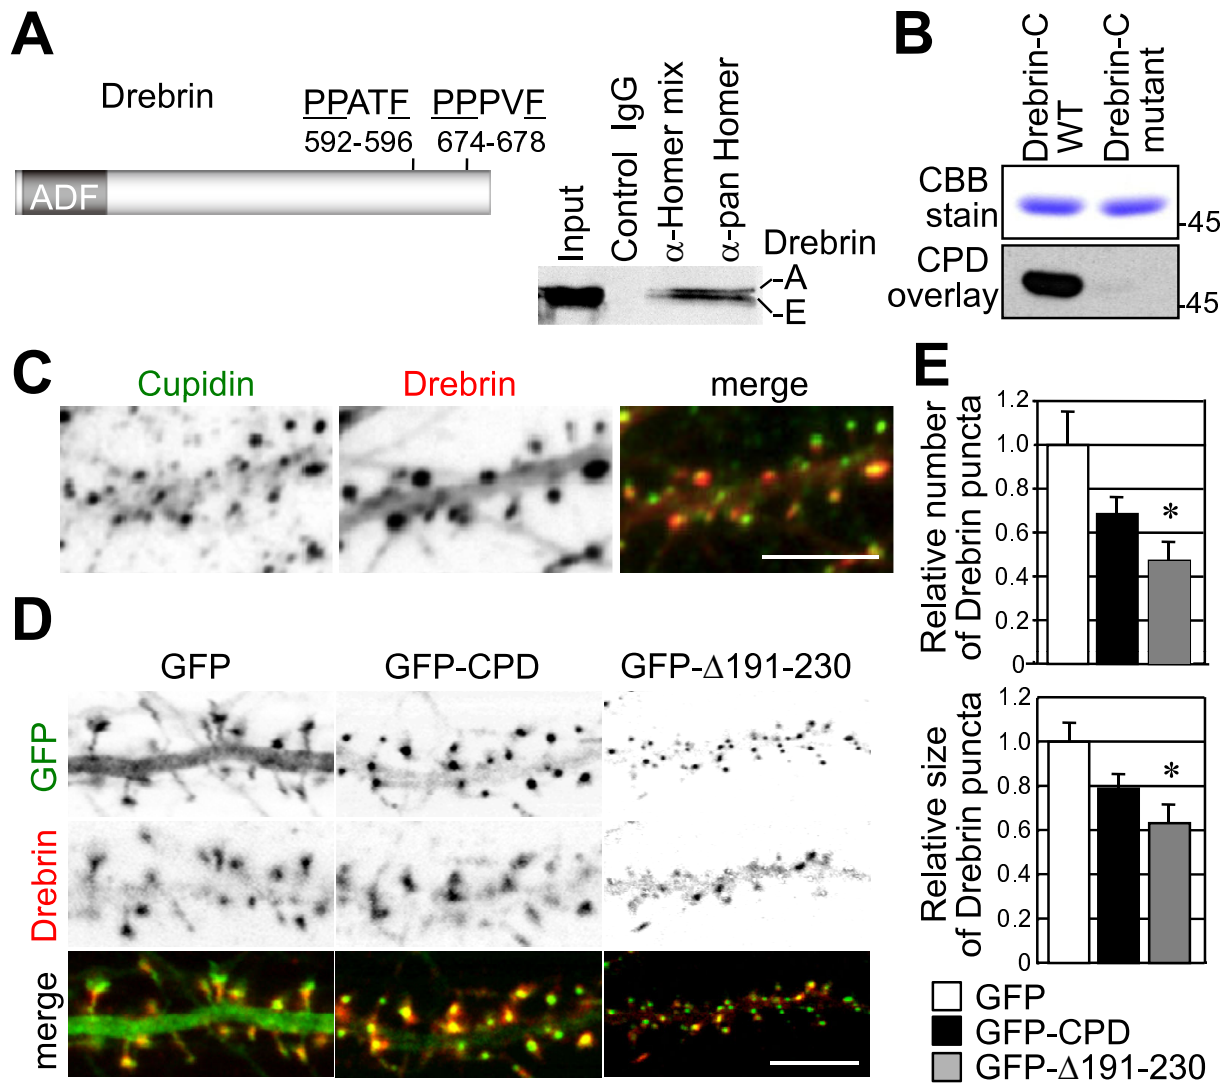 A
Drebrin
PPATF PPPVF
592-596 674-678
ADF
Input
Control IgG
α-Homer mix
α-pan Homer
Drebrin
-A
-E
B
Drebrin-C
WT
Drebrin-C
mutant
CBB
stain
-45
CPD
overlay
-45
C
Cupidin Drebrin merge
D
GFP GFP-CPD GFP-Δ191-230
GFP
Drebrin
merge
E
Relative number
of Drebrin puncta
1.2
1.0
0.8
0.6
0.4
0.2
0
*
Relative size
of Drebrin puncta
1.2
1.0
0.8
0.6
0.4
0.2
0
*
GFP
GFP-CPD
GFP-Δ191-230